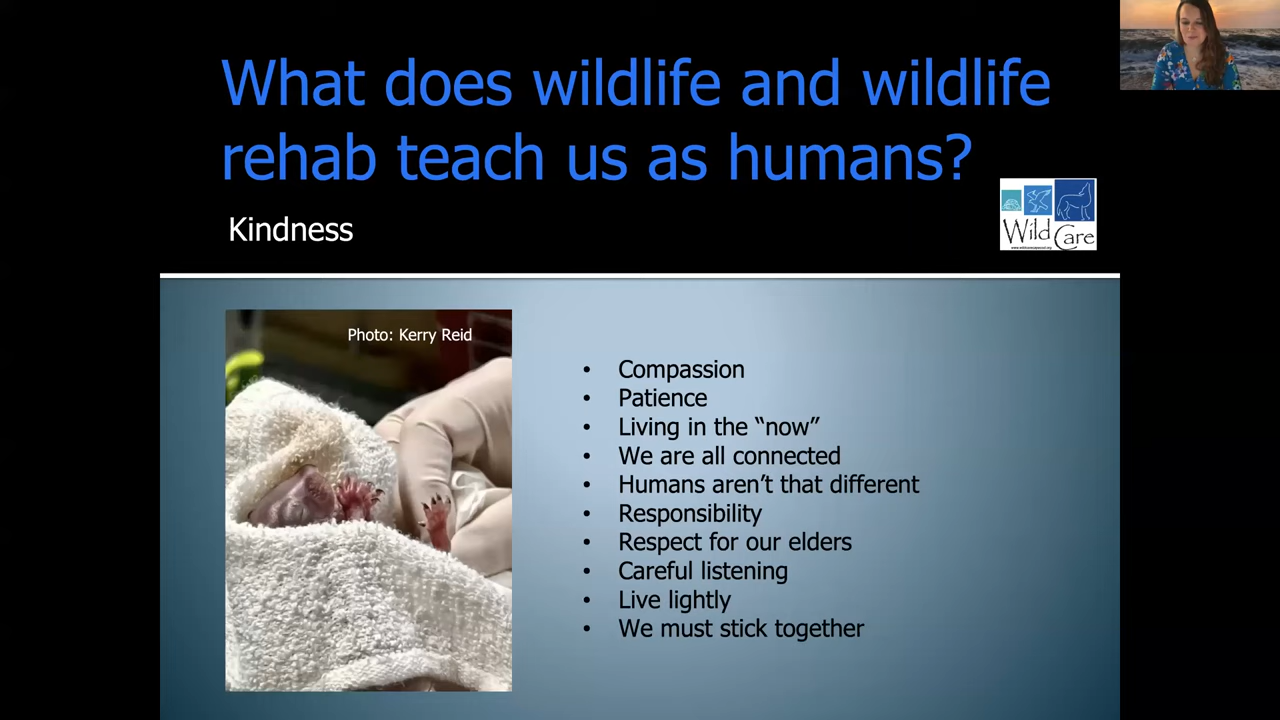 What does wildlife and wildlife
rehab teach us as humans?
Kindness
Wild Care
Photo: Kerry Reid
• Compassion
• Patience
• Living in the “now”
• We are all connected
• Humans aren’t that different
• Responsibility
• Respect for our elders
• Careful listening
• Live lightly
• We must stick together